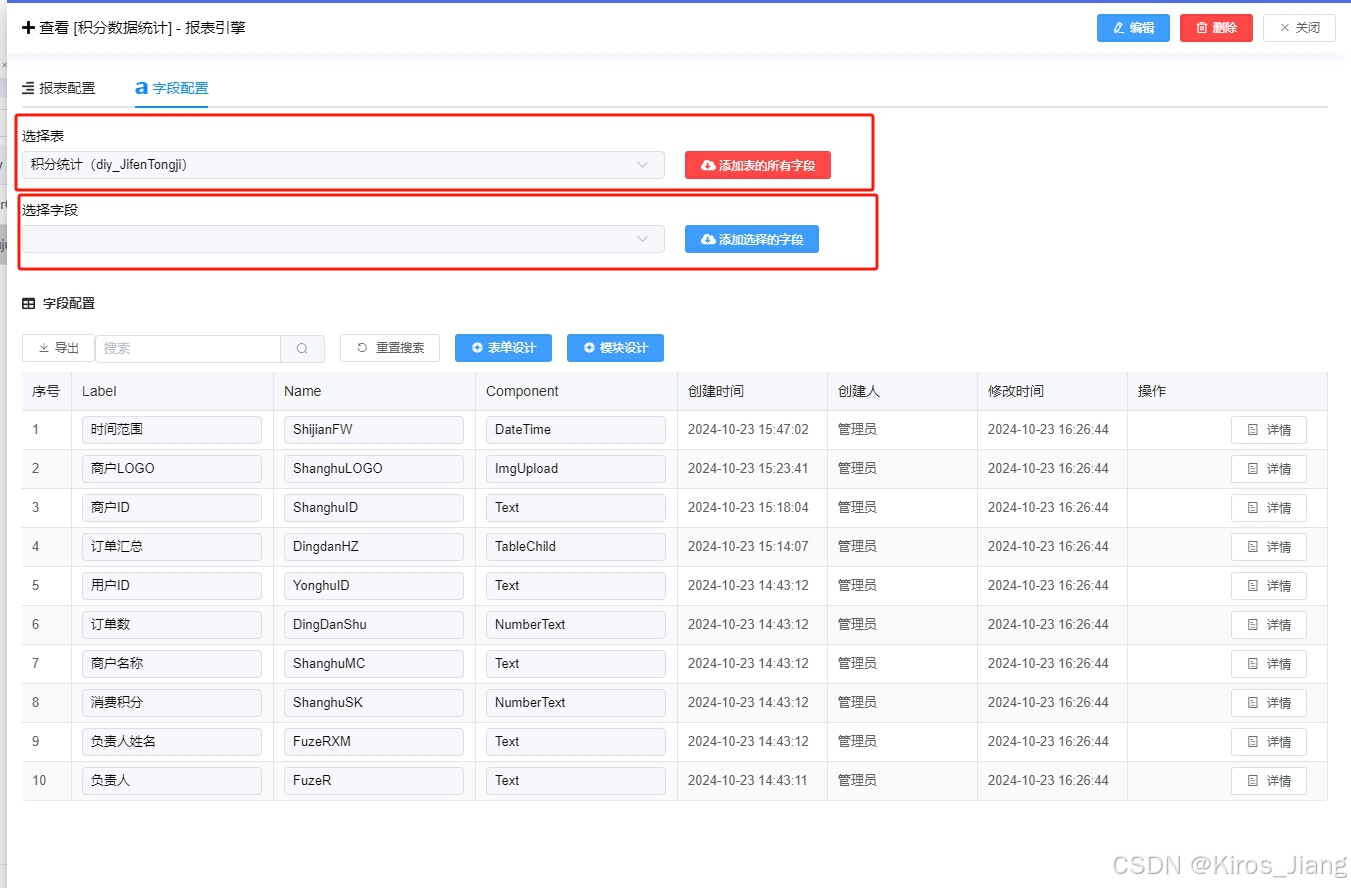 查看 [积分数据统计] - 报表引擎
编辑 删除 关闭
报表配置 字段配置
选择表
积分统计（diy_JifenTongji） 添加表的所有字段
选择字段
添加选择的字段
字段配置
导出 搜索 重置搜索 表单设计 模块设计
序号 Label Name Component 创建时间 创建人 修改时间 操作
1 时间范围 ShijianFW DateTime 2024-10-23 15:47:02 管理员 2024-10-23 16:26:44 详情
2 商户LOGO ShanghuLOGO ImgUpload 2024-10-23 15:23:41 管理员 2024-10-23 16:26:44 详情
3 商户ID ShanghuID Text 2024-10-23 15:18:04 管理员 2024-10-23 16:26:44 详情
4 订单汇总 DingdanHZ TableChild 2024-10-23 15:14:07 管理员 2024-10-23 16:26:44 详情
5 用户ID YonghuID Text 2024-10-23 14:43:12 管理员 2024-10-23 16:26:44 详情
6 订单数 DingDanShu NumberText 2024-10-23 14:43:12 管理员 2024-10-23 16:26:44 详情
7 商户名称 ShanghuMC Text 2024-10-23 14:43:12 管理员 2024-10-23 16:26:44 详情
8 消费积分 ShanghuSK NumberText 2024-10-23 14:43:12 管理员 2024-10-23 16:26:44 详情
9 负责人姓名 FuzeRXM Text 2024-10-23 14:43:12 管理员 2024-10-23 16:26:44 详情
10 负责人 FuzeR Text 2024-10-23 14:43:11 管理员 2024-10-23 16:26:44 详情
CSDN @Kiros_Jiang